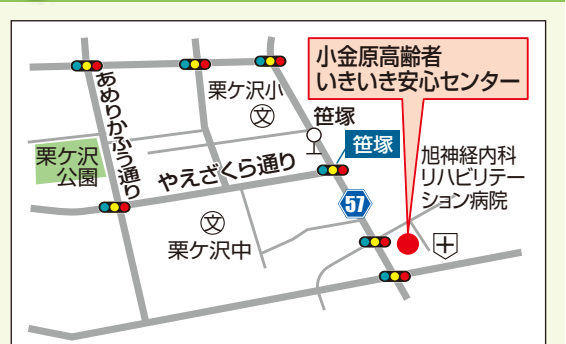 小金原高齢者
いきいき安心センター
栗ケ沢小
文
笹塚
笹塚
あめりかふう通り
栗ケ沢
公園
やえざくら通り
旭神経内科
リハビリテー
ション病院
57
文
栗ケ沢中